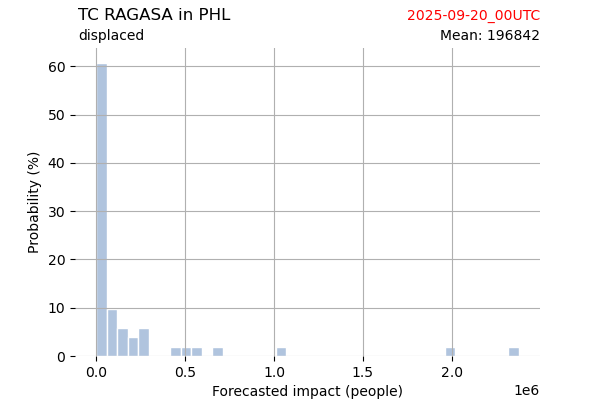 TC RAGASA in PHL
2025-09-20_00UTC
displaced
Mean: 196842
Probability (%)
60
50
40
30
20
10
0
0.0 0.5 1.0 1.5 2.0
1e6
Forecasted impact (people)